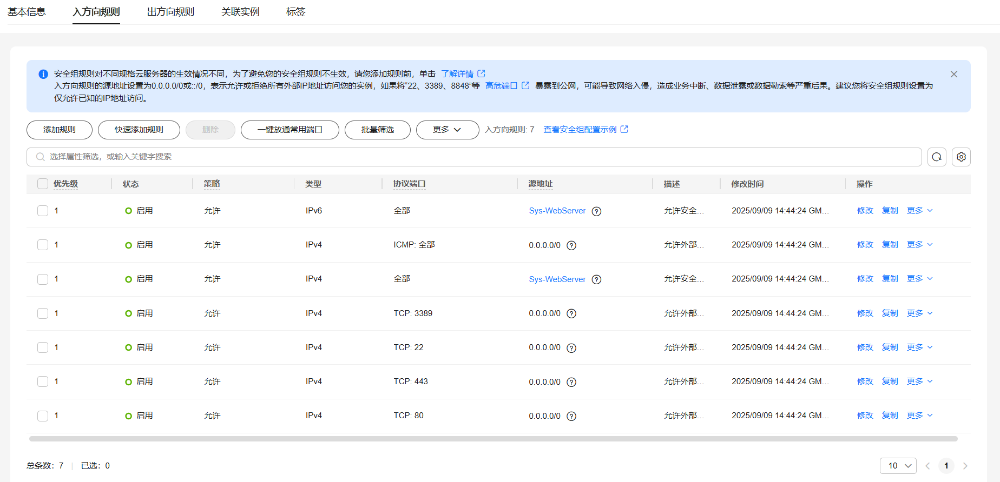 基本信息 入方向规则 出方向规则 关联实例 标签
安全组规则对不同规格云服务器的生效情况不同，为了避免您的安全组规则不生效，请您添加规则前，单击 了解详情
入方向规则的源地址设置为0.0.0.0/0或::/0，表示允许或拒绝所有外部IP地址访问您的实例，如果将“22、3389、8848”等 高危端口 暴露到公网，可能导致网络入侵，造成业务中断、数据泄露或数据勒索等严重后果。建议您将安全组规则设置为
仅允许已知的IP地址访问。
添加规则 快速添加规则 删除 一键放通常用端口 批量筛选 更多 入方向规则: 7 查看安全组配置示例
选择属性筛选，或输入关键字搜索
优先级 状态 策略 类型 协议端口 源地址 描述 修改时间 操作
1 启用 允许 IPv6 全部 Sys-WebServer 允许安全... 2025/09/09 14:44:24 GM... 修改 复制 更多
1 启用 允许 IPv4 ICMP: 全部 0.0.0.0/0 允许外部... 2025/09/09 14:44:24 GM... 修改 复制 更多
1 启用 允许 IPv4 全部 Sys-WebServer 允许安全... 2025/09/09 14:44:24 GM... 修改 复制 更多
1 启用 允许 IPv4 TCP: 3389 0.0.0.0/0 允许外部... 2025/09/09 14:44:24 GM... 修改 复制 更多
1 启用 允许 IPv4 TCP: 22 0.0.0.0/0 允许外部... 2025/09/09 14:44:24 GM... 修改 复制 更多
1 启用 允许 IPv4 TCP: 443 0.0.0.0/0 允许外部... 2025/09/09 14:44:24 GM... 修改 复制 更多
1 启用 允许 IPv4 TCP: 80 0.0.0.0/0 允许外部... 2025/09/09 14:44:24 GM... 修改 复制 更多
总条数：7 已选：0 10 1